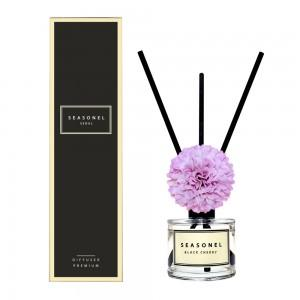 SEASONEL
SEOUL
DIFFUSER
PREMIUM
SEASONEL
BLACK CHERRY